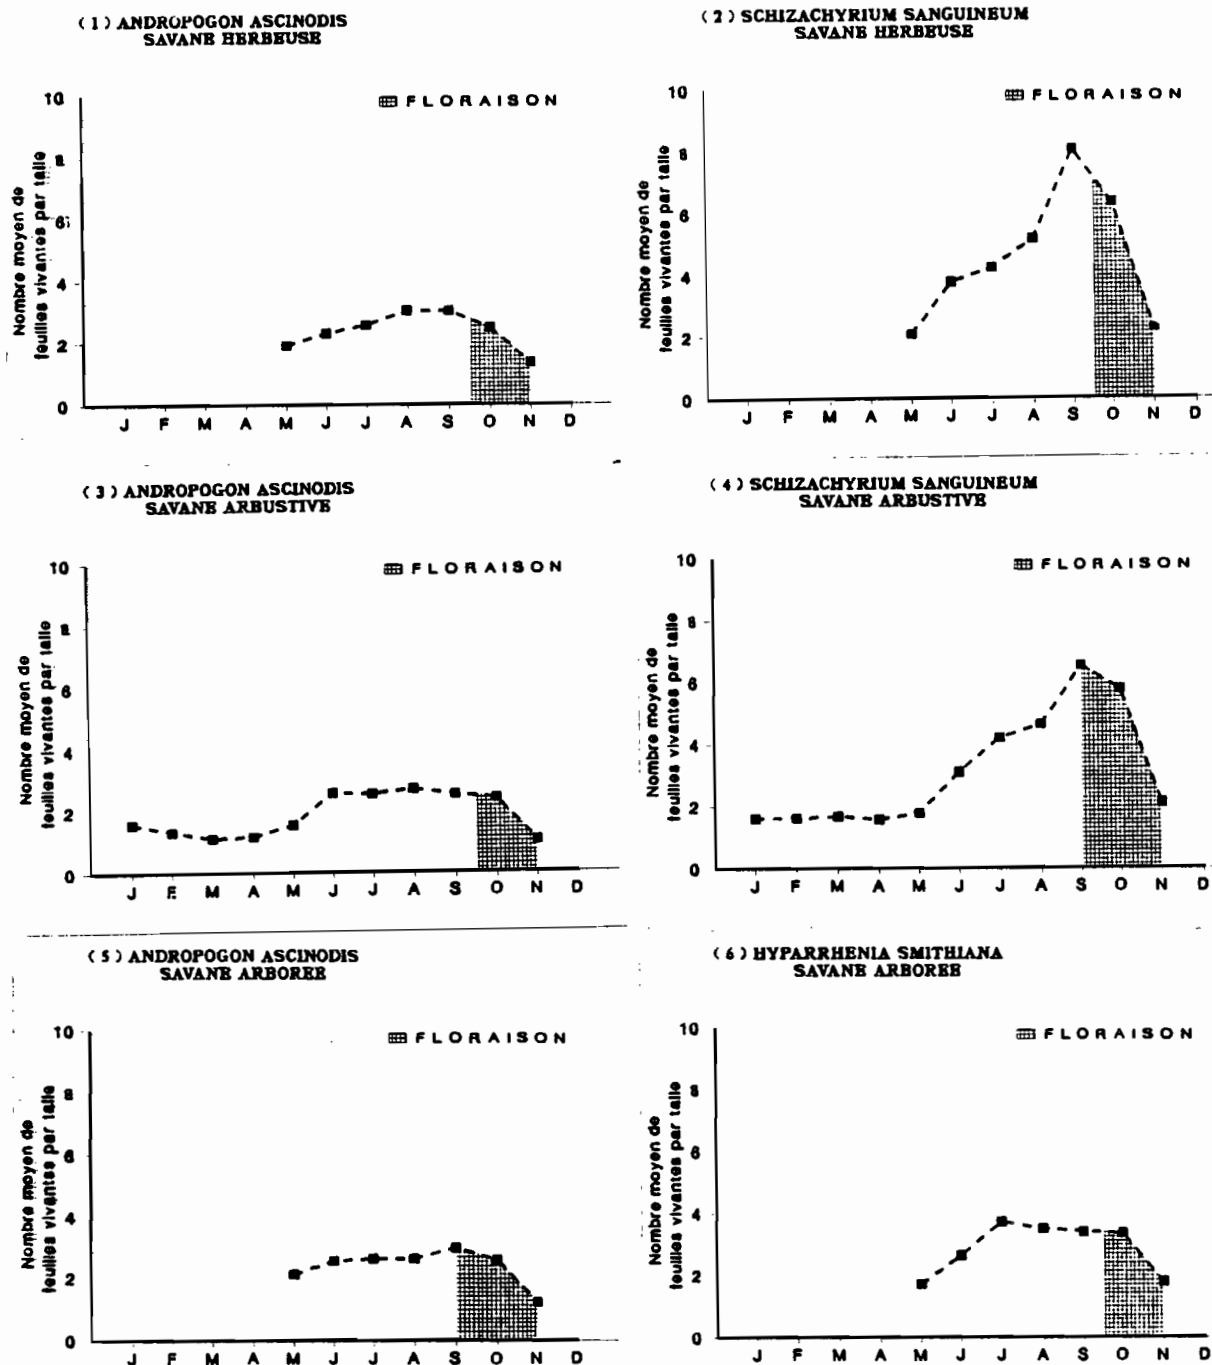 ( 1 ) ANDROPOGON ASCINODIS
SAVANE HERBEUSE
FLORAISON
Nombre moyen de
feuilles vivantes par talle
10
8
6
4
2
0
J F M A M J J A S O N D
( 2 ) SCHIZACHYRIUM SANGUINEUM
SAVANE HERBEUSE
FLORAISON
Nombre moyen de
feuilles vivantes par talle
10
8
6
4
2
0
J F M A M J J A S O N D
( 3 ) ANDROPOGON ASCINODIS
SAVANE ARBUSTIVE
FLORAISON
Nombre moyen de
feuilles vivantes par talle
10
8
6
4
2
0
J F M A M J J A S O N D
( 4 ) SCHIZACHYRIUM SANGUINEUM
SAVANE ARBUSTIVE
FLORAISON
Nombre moyen de
feuilles vivantes par talle
10
8
6
4
2
0
J F M A M J J A S O N D
( 5 ) ANDROPOGON ASCINODIS
SAVANE ARBOREE
FLORAISON
Nombre moyen de
feuilles vivantes par talle
10
8
6
4
2
0
J F M A M J J A S O N D
( 6 ) HYPARRHENIA SMITHIANA
SAVANE ARBOREE
FLORAISON
Nombre moyen de
feuilles vivantes par talle
10
8
6
4
2
0
J F M A M J J A S O N D